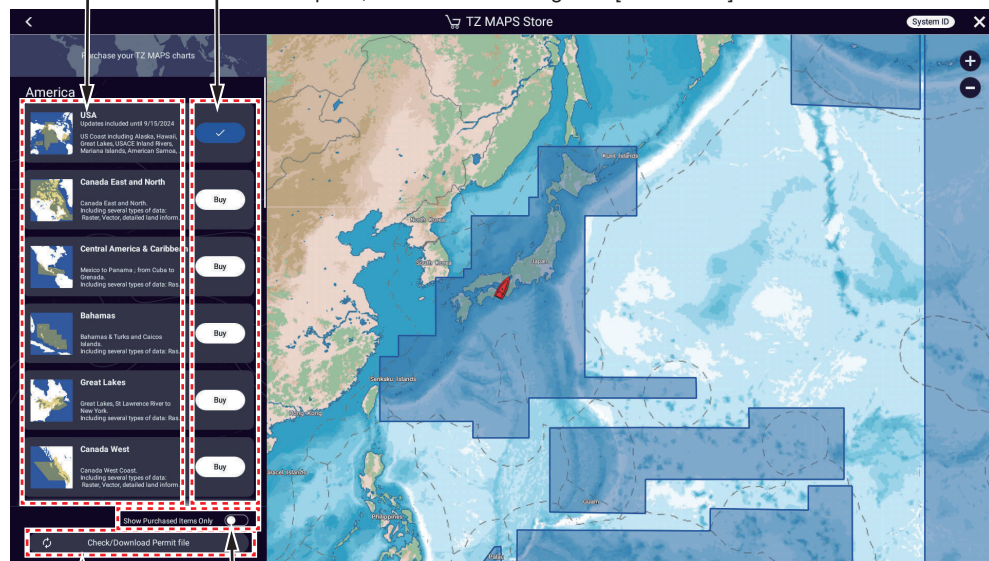 TZ MAPS Store
System ID
Purchase your TZ MAPS charts
America
USA
Updates included until 9/15/2024
US Coast including Alaska, Hawaii,
Great Lakes, USACE Inland Rivers,
Mariana Islands, American Samoa,
Canada East and North
Canada East and North.
Including several types of data:
Raster, Vector, detailed land inform
Buy
Central America & Caribbe
Mexico to Panama ; from Cuba to
Grenada.
Including several types of data: Ras
Buy
Bahamas
Bahamas & Turks and Caicos
Islands.
Including several types of data: Ras
Buy
Great Lakes
Great Lakes, St Lawrence River to
New York.
Including several types of data: Ras
Buy
Canada West
Canada West Coast.
Including several types of data:
Raster, Vector, detailed land inform
Buy
Show Purchased Items Only
Check/Download Permit file
Kuril Islands
North Korea
South Korea
Japan
Senkaku Islands
Hong Kong
Paracel Islands
Philippines
Guam
Palau